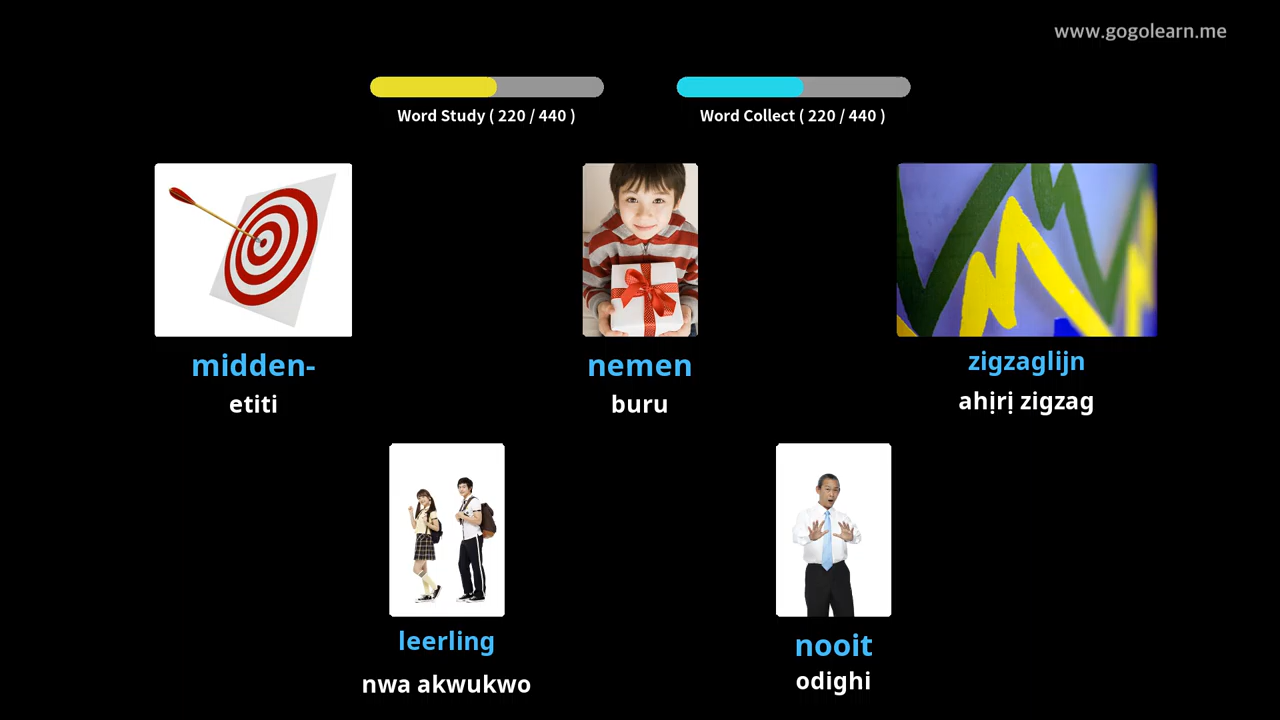 www.gogolearn.me
Word Study ( 220 / 440 )
Word Collect ( 220 / 440 )
midden-
etiti
nemen
buru
zigzaglijn
ahịrị zigzag
leerling
nwa akwukwo
nooit
odighi